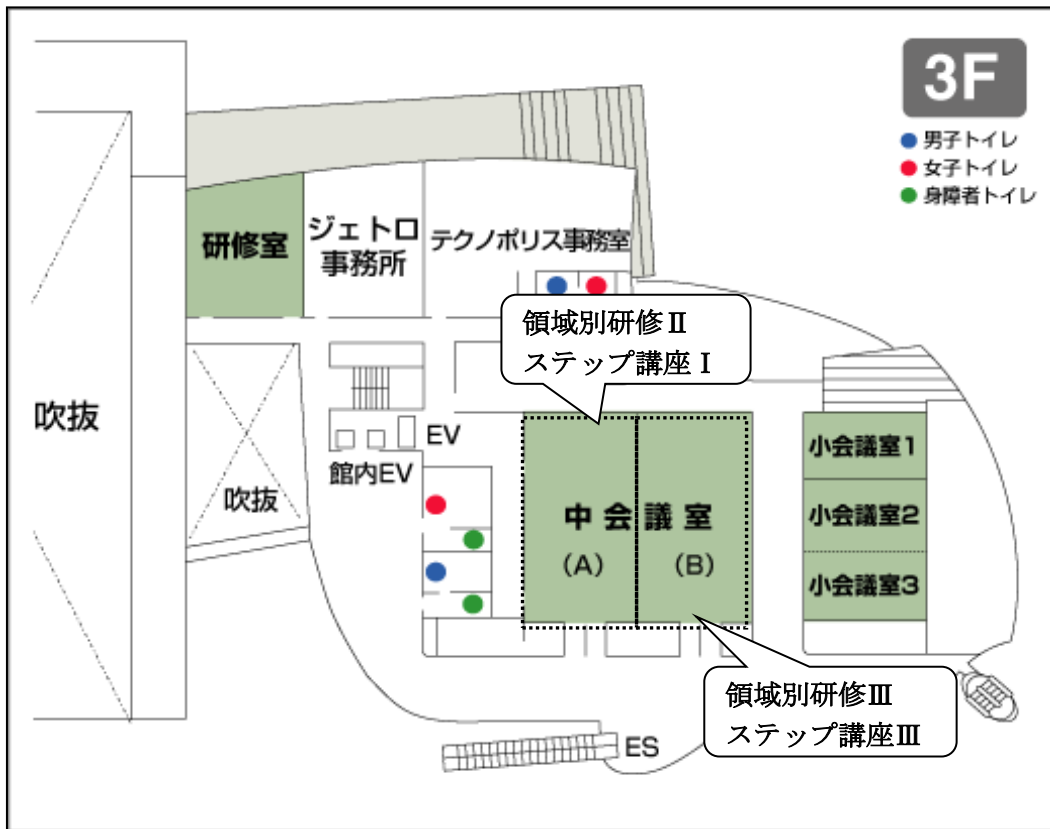 3F
男子トイレ
女子トイレ
身障者トイレ
研修室
ジェトロ
事務所
テクノポリス事務室
領域別研修Ⅱ
ステップ講座Ⅰ
吹抜
EV
館内EV
吹抜
中会議室
(A)
(B)
小会議室1
小会議室2
小会議室3
領域別研修Ⅲ
ステップ講座Ⅲ
ES